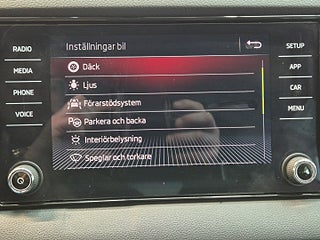 Inställningar bil
RADIO
MEDIA
PHONE
VOICE
Däck
Ljus
Förarstödsystem
Parkera och backa
Interiörbelysning
Speglar och torkare
SETUP
APP
CAR
MENU